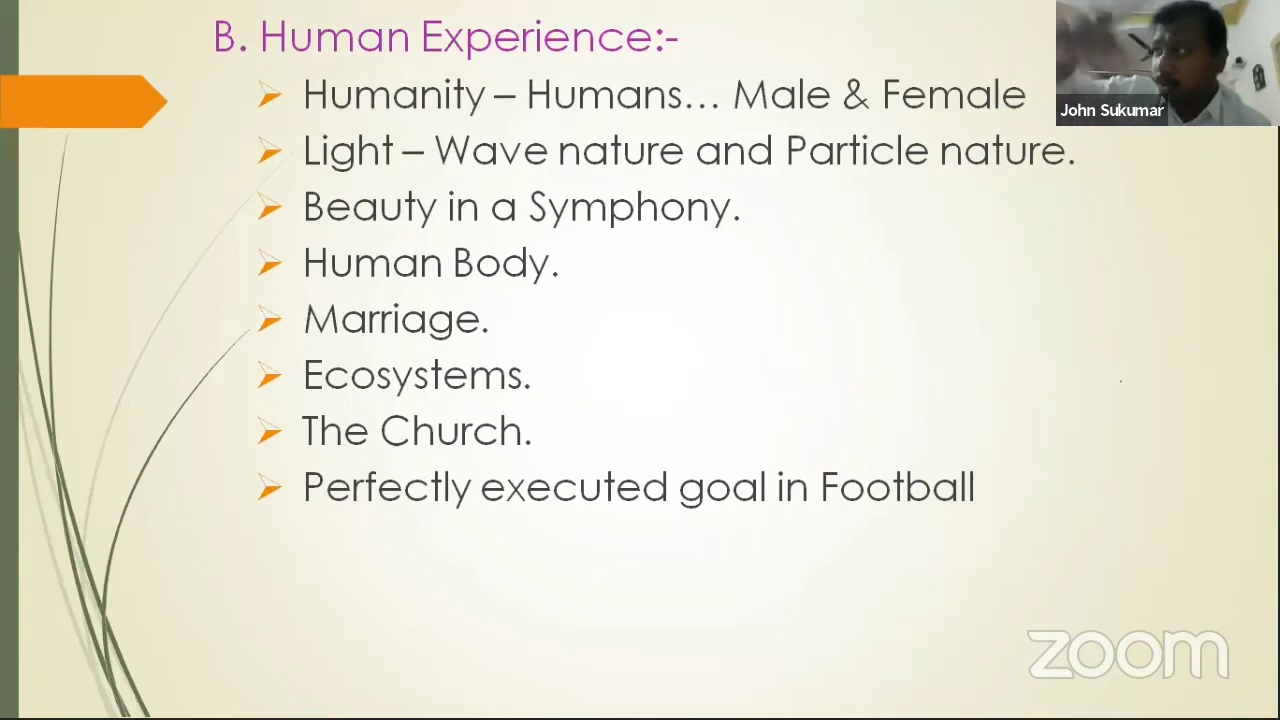 B. Human Experience:-
Humanity – Humans... Male & Female
Light – Wave nature and Particle nature.
Beauty in a Symphony.
Human Body.
Marriage.
Ecosystems.
The Church.
Perfectly executed goal in Football
John Sukumar
zoom